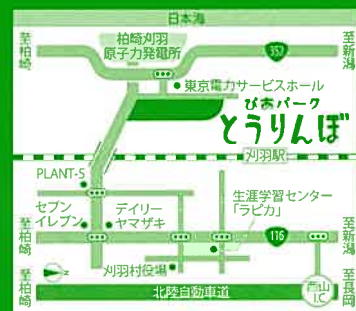 日本海
至柏崎
柏崎刈羽
原子力発電所
352
至新潟
東京電力サービスホール
ぴあパーク
とうりんぼ
刈羽駅
PLANT-5
セブン
イレブン
デイリー
ヤマザキ
生涯学習センター
「ラピカ」
至柏崎
116
至新潟
刈羽村役場
至柏崎
北陸自動車道
西山
I.C
至長岡